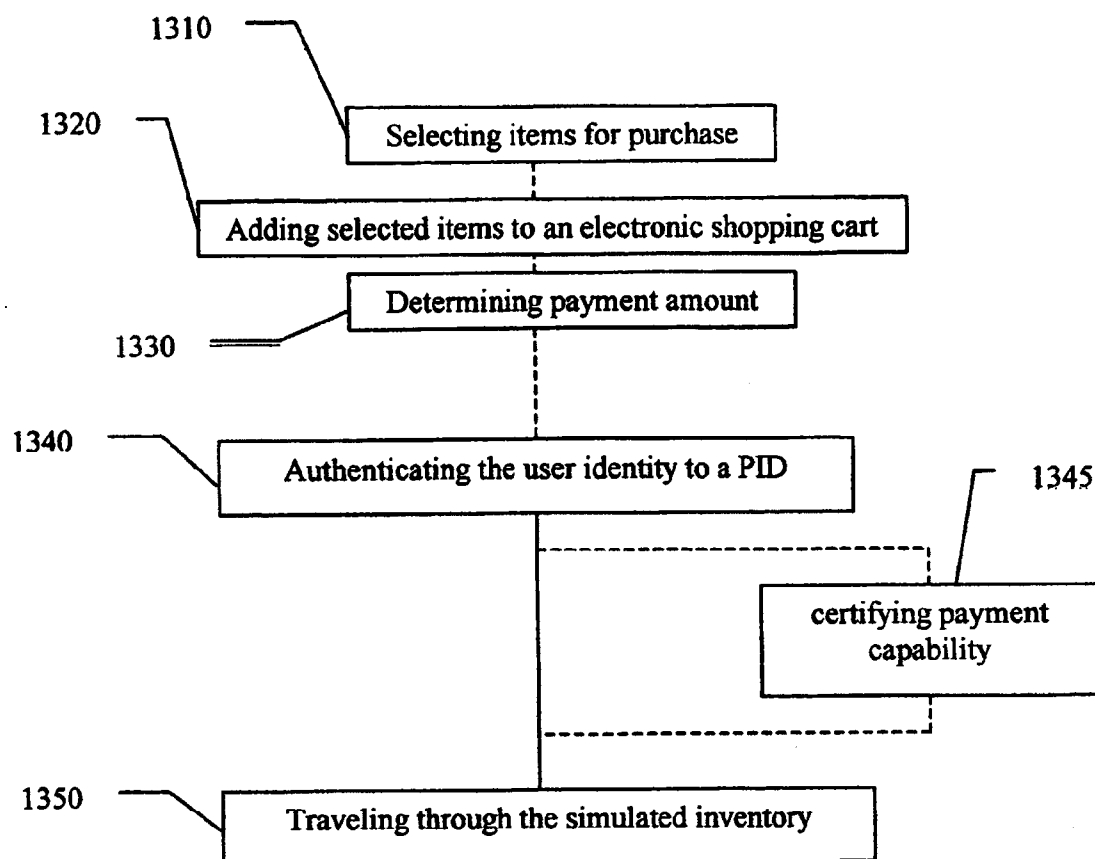 1310
Selecting items for purchase
1320
Adding selected items to an electronic shopping cart
Determining payment amount
1330
1340
Authenticating the user identity to a PID
1345
certifying payment
capability
1350
Traveling through the simulated inventory